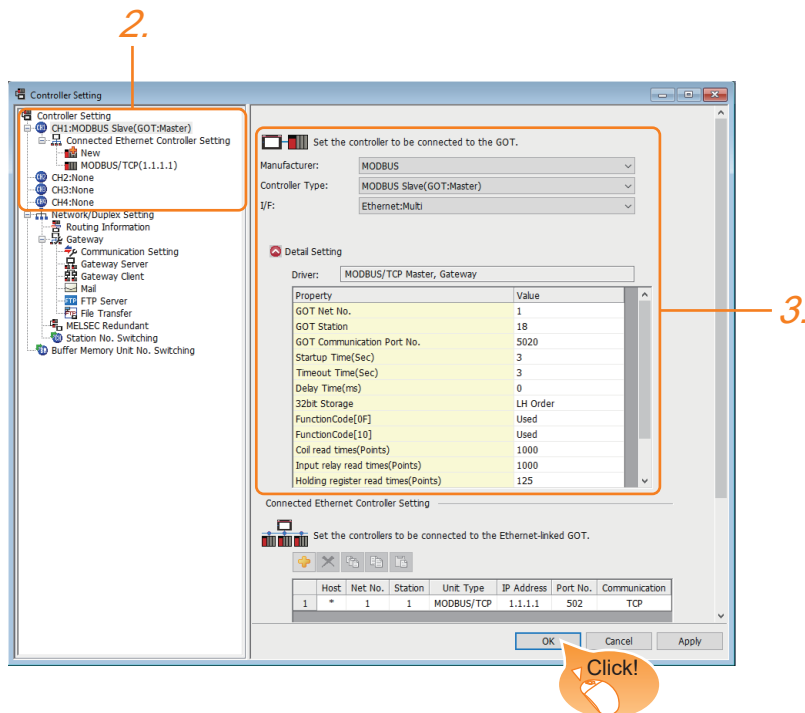 2.
Controller Setting
Controller Setting
CH1:MODBUS Slave(GOT:Master)
Connected Ethernet Controller Setting
New
MODBUS/TCP(1.1.1.1)
CH2:None
CH3:None
CH4:None
Network/Duplex Setting
Routing Information
Gateway
Communication Setting
Gateway Server
Gateway Client
Mail
FTP Server
File Transfer
MELSEC Redundant
Station No. Switching
Buffer Memory Unit No. Switching
Set the controller to be connected to the GOT.
Manufacturer: MODBUS
Controller Type: MODBUS Slave(GOT:Master)
I/F: Ethernet:Multi
Detail Setting
Driver: MODBUS/TCP Master, Gateway
Property Value
GOT Net No. 1
GOT Station 18
GOT Communication Port No. 5020
Startup Time(Sec) 3
Timeout Time(Sec) 3
Delay Time(ms) 0
32bit Storage LH Order
FunctionCode[0F] Used
FunctionCode[10] Used
Coil read times(Points) 1000
Input relay read times(Points) 1000
Holding register read times(Points) 125
3.
Connected Ethernet Controller Setting
Set the controllers to be connected to the Ethernet-linked GOT.
Host Net No. Station Unit Type IP Address Port No. Communication
1 * 1 1 MODBUS/TCP 1.1.1.1 502 TCP
OK Cancel Apply
Click!